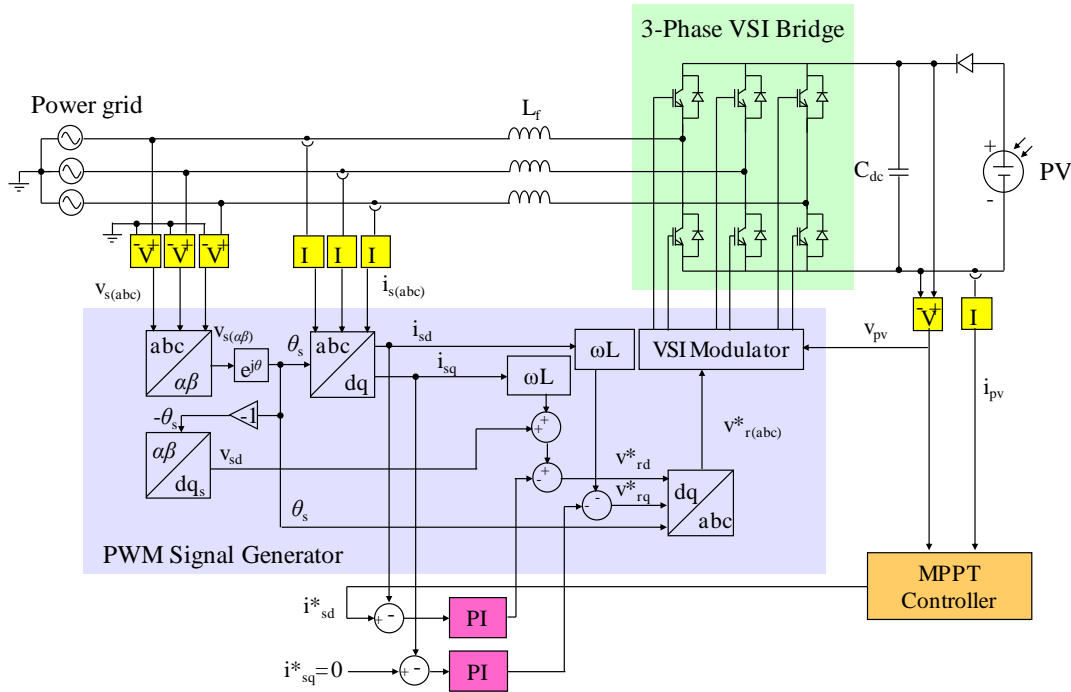 3-Phase VSI Bridge
Power grid
L_f
+
C_dc
PV
-
- V +
- V +
- V +
I
I
I
v_s(abc)
i_s(abc)
- V +
I
v_pv
i_pv
abc
αβ
v_s(αβ)
e^jθ
θ_s
abc
dq
i_sd
i_sq
ωL
ωL
VSI Modulator
-θ_s
-1
αβ
dq_s
v_sd
+
+
+
-
v*_rd
v*_rq
-
-
v*_r(abc)
dq
abc
θ_s
PWM Signal Generator
MPPT
Controller
i*_sd
+
-
PI
i*_sq=0
+
-
PI